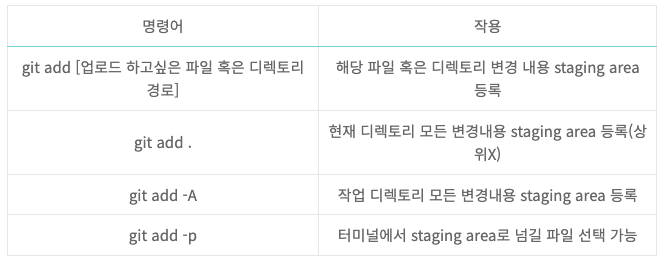 명령어
작용
git add [업로드 하고싶은 파일 혹은 디렉토리
경로]
해당 파일 혹은 디렉토리 변경 내용 staging area
등록
git add .
현재 디렉토리 모든 변경내용 staging area 등록(상
위X)
git add -A
작업 디렉토리 모든 변경내용 staging area 등록
git add -p
터미널에서 staging area로 넘길 파일 선택 가능